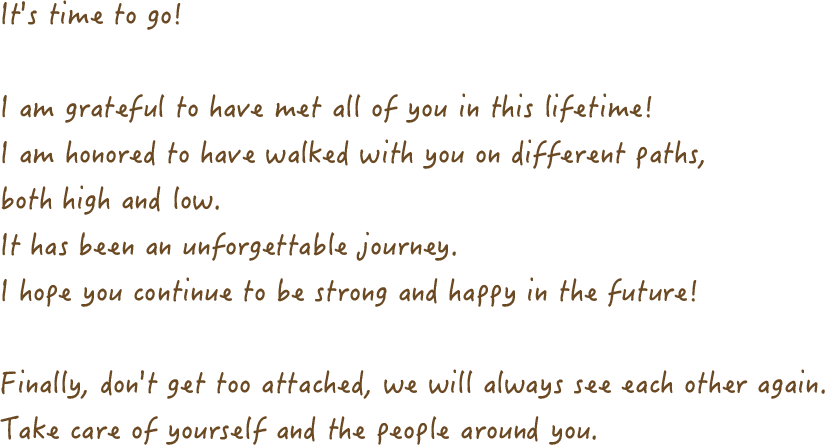 It's time to go!
I am grateful to have met all of you in this lifetime!
I am honored to have walked with you on different paths,
both high and low.
It has been an unforgettable journey.
I hope you continue to be strong and happy in the future!
Finally, don't get too attached, we will always see each other again.
Take care of yourself and the people around you.